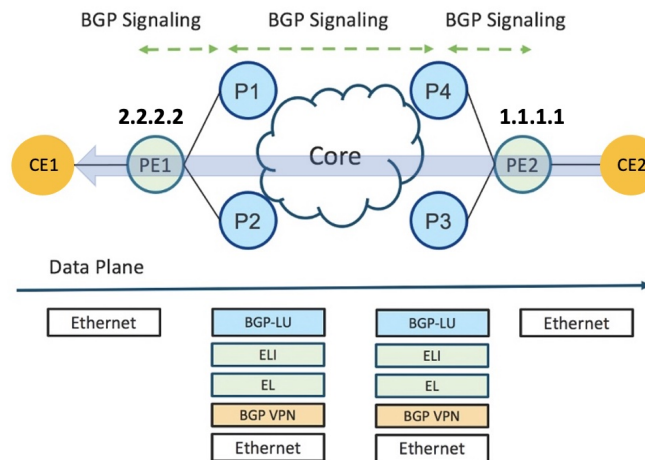 BGP Signaling BGP Signaling BGP Signaling
P1 P4
2.2.2.2 1.1.1.1
CE1 PE1 Core PE2 CE2
P2 P3
Data Plane
Ethernet BGP-LU BGP-LU Ethernet
ELI ELI
EL EL
BGP VPN BGP VPN
Ethernet Ethernet